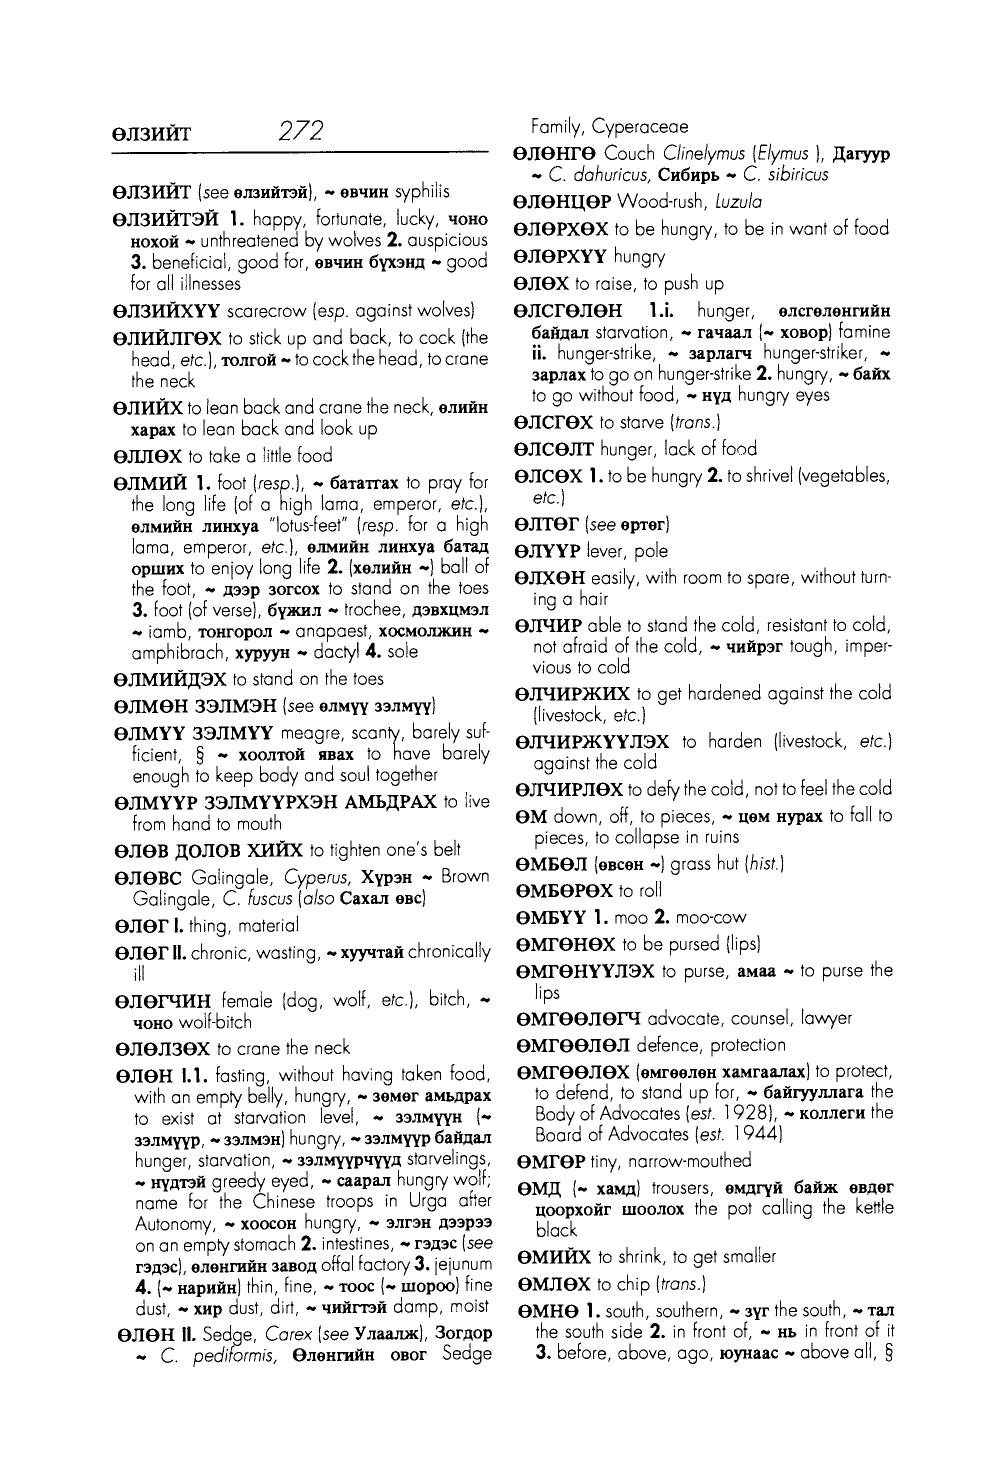 ӨЛЗИЙТ 272
ӨЛЗИЙТ (see өлзийтэй), ~ өвчин syphilis
ӨЛЗИЙТЭЙ 1. happy, fortunate, lucky, чоно
нохой ~ unthreatened by wolves 2. auspicious
3. beneficial, good for, өвчин бүхэнд ~ good
for all illnesses
ӨЛЗИЙХҮҮ scarecrow (esp. against wolves)
ӨЛИЙЛГӨХ to stick up and back, to cock (the
head, etc.), толгой ~ to cock the head, to crane
the neck
ӨЛИЙХ to lean back and crane the neck, өлийн
харах to lean back and look up
ӨЛЛӨХ to take a little food
ӨЛМИЙ 1. foot (resp.), ~ бататгах to pray for
the long life (of a high lama, emperor, etc.),
өлмийн линхуа "lotus-feet" (resp. for a high
lama, emperor, etc.), өлмийн линхуа батад
орших to enjoy long life 2. (хөлийн ~) ball of
the foot, ~ дээр зогсох to stand on the toes
3. foot (of verse), бүжил ~ trochee, дэвхцмэл
~ iamb, тонгорол ~ anapaest, хосмолжин ~
amphibrach, хуруун ~ dactyl 4. sole
ӨЛМИЙДЭХ to stand on the toes
ӨЛМӨН ЗЭЛМЭН (see өлмүү зэлмүү)
ӨЛМҮҮ ЗЭЛМҮҮ meagre, scanty, barely suf-
ficient, § ~ хоолтой явах to have barely
enough to keep body and soul together
ӨЛМҮҮР ЗЭЛМҮҮРХЭН АМЬДРАХ to live
from hand to mouth
ӨЛӨВ ДОЛОВ ХИЙХ to tighten one's belt
ӨЛӨВС Galingale, Cyperus, Хүрэн ~ Brown
Galingale, C. fuscus (also Сахал өвс)
ӨЛӨГ I. thing, material
ӨЛӨГ II. chronic, wasting, ~ хуучтай chronically
ill
ӨЛӨГЧИН female (dog, wolf, etc.), bitch, ~
чоно wolf-bitch
ӨЛӨЛЗӨХ to crane the neck
ӨЛӨН I.1. fasting, without having taken food,
with an empty belly, hungry, ~ зөмөг амьдрах
to exist at starvation level, ~ зэлмүүн (~
зэлмүүр, ~ зэлмэн) hungry, ~ зэлмүүр байдал
hunger, starvation, ~ зэлмүүрчүүд starvelings,
~ нүдтэй greedy eyed, ~ саарал hungry wolf;
name for the Chinese troops in Urga after
Autonomy, ~ хоосон hungry, ~ элгэн дээрээ
on an empty stomach 2. intestines, ~ гэдэс (see
гэдэс), өлөнгийн завод offal factory 3. jejunum
4. (~ нарийн) thin, fine, ~ тоос (~ шороо) fine
dust, ~ хир dust, dirt, ~ чийгтэй damp, moist
ӨЛӨН II. Sedge, Carex (see Улаалж), Зогдор
~ C. pediformis, Өлөнгийн овог Sedge
Family, Cyperaceae
ӨЛӨНГӨ Couch Clinelymus (Elymus ), Дагуур
~ C. dahuricus, Сибирь ~ C. sibiricus
ӨЛӨНЦӨР Wood-rush, Luzula
ӨЛӨРХӨХ to be hungry, to be in want of food
ӨЛӨРХҮҮ hungry
ӨЛӨХ to raise, to push up
ӨЛСГӨЛӨН 1.i. hunger, өлсгөлөнгийн
байдал starvation, ~ гачаал (~ ховор) famine
ii. hunger-strike, ~ зарлагч hunger-striker, ~
зарлах to go on hunger-strike 2. hungry, ~ байх
to go without food, ~ нүд hungry eyes
ӨЛСГӨХ to starve (trans.)
ӨЛСӨЛТ hunger, lack of food
ӨЛСӨХ 1. to be hungry 2. to shrivel (vegetables,
etc.)
ӨЛТӨГ (see өртөг)
ӨЛҮҮР lever, pole
ӨЛХӨН easily, with room to spare, without turn-
ing a hair
ӨЛЧИР able to stand the cold, resistant to cold,
not afraid of the cold, ~ чийрэг tough, imper-
vious to cold
ӨЛЧИРЖИХ to get hardened against the cold
(livestock, etc.)
ӨЛЧИРЖҮҮЛЭХ to harden (livestock, etc.)
against the cold
ӨЛЧИРЛӨХ to defy the cold, not to feel the cold
ӨМ down, off, to pieces, ~ цөм нурах to fall to
pieces, to collapse in ruins
ӨМБӨЛ (өвсөн ~) grass hut (hist.)
ӨМБӨРӨХ to roll
ӨМБҮҮ 1. moo 2. moo-cow
ӨМГӨНӨХ to be pursed (lips)
ӨМГӨНҮҮЛЭХ to purse, амаа ~ to purse the
lips
ӨМГӨӨЛӨГЧ advocate, counsel, lawyer
ӨМГӨӨЛӨЛ defence, protection
ӨМГӨӨЛӨХ (өмгөөлөн хамгаалах) to protect,
to defend, to stand up for, ~ байгууллага the
Body of Advocates (est. 1928), ~ коллеги the
Board of Advocates (est. 1944)
ӨМГӨР tiny, narrow-mouthed
ӨМД (~ хамд) trousers, өмдгүй байж өвдөг
цоорхойг шоолох the pot calling the kettle
black
ӨМИЙХ to shrink, to get smaller
ӨМЛӨХ to chip (trans.)
ӨМНӨ 1. south, southern, ~ зүг the south, ~ тал
the south side 2. in front of, ~ нь in front of it
3. before, above, ago, юунаас ~ above all, §